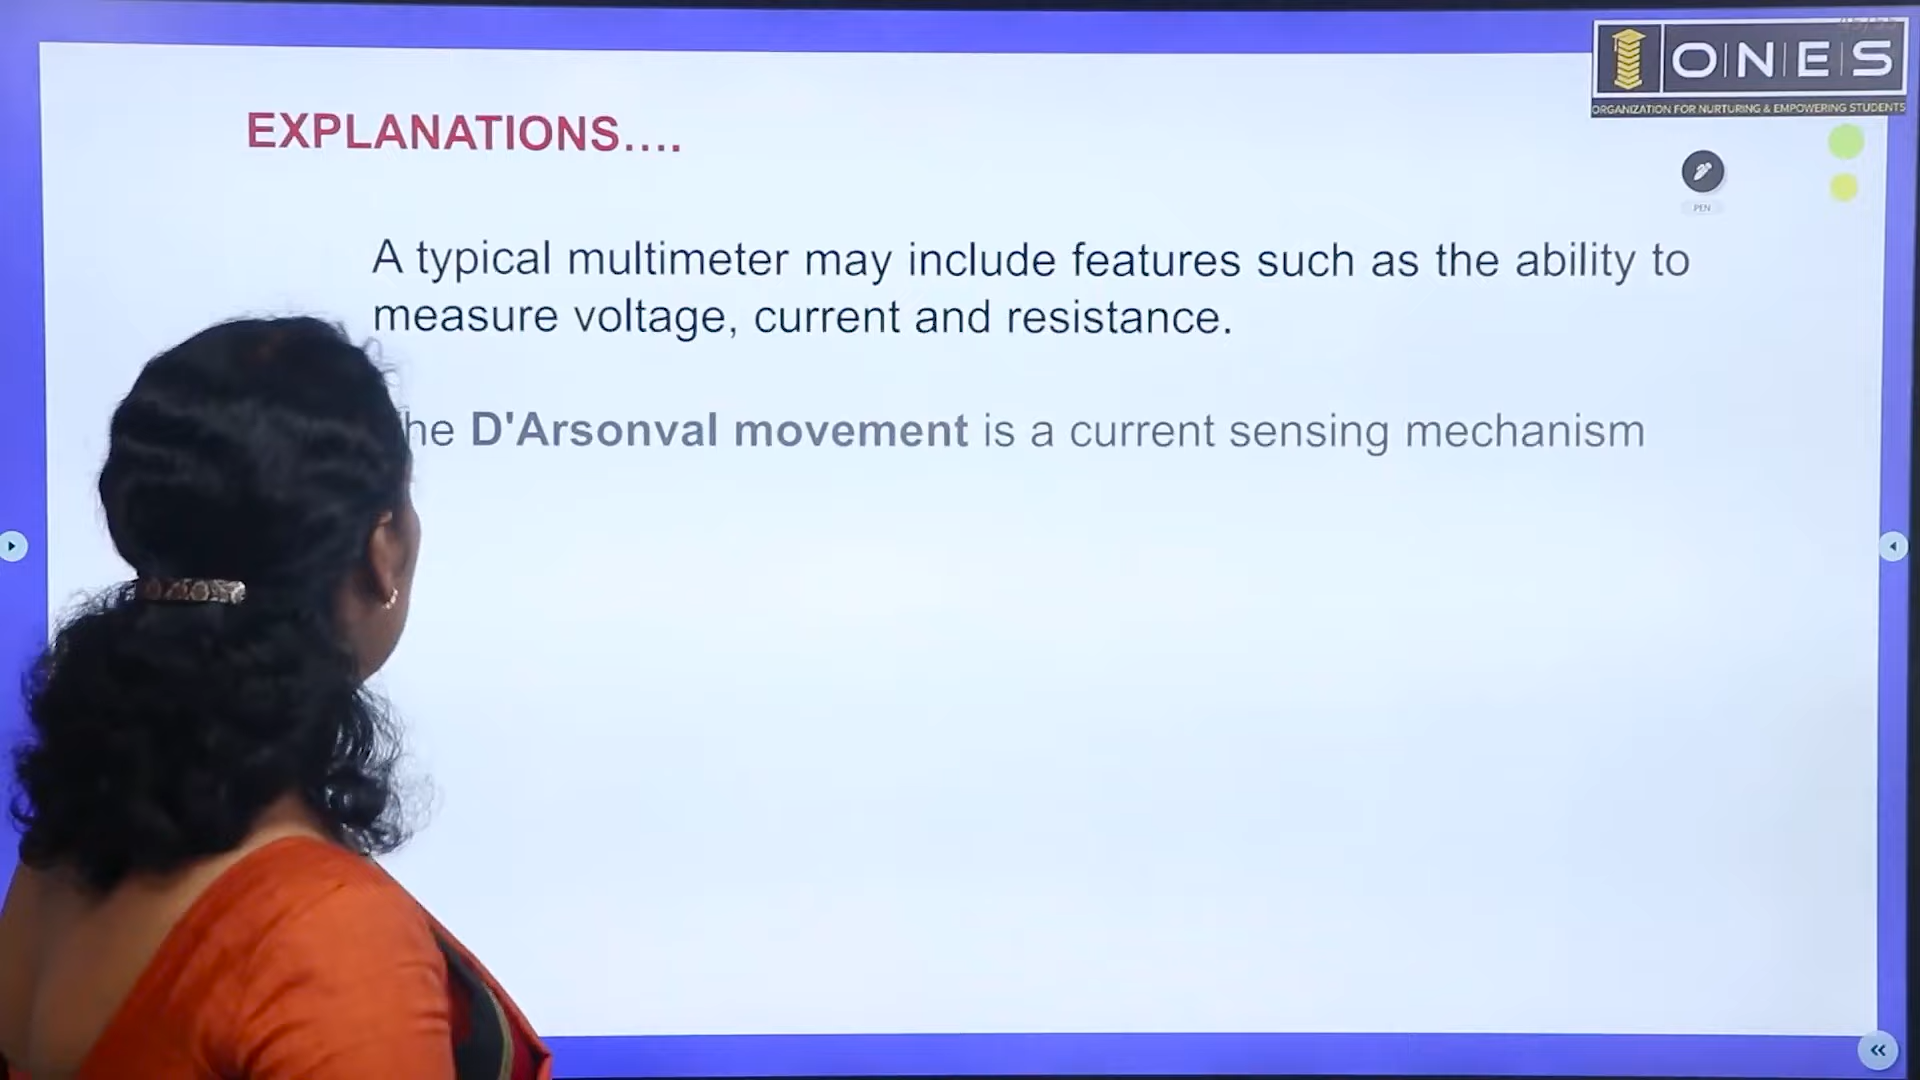 O|N|E|S
ORGANIZATION FOR NURTURING & EMPOWERING STUDENTS
EXPLANATIONS....
PEN
A typical multimeter may include features such as the ability to
measure voltage, current and resistance.
he D'Arsonval movement is a current sensing mechanism